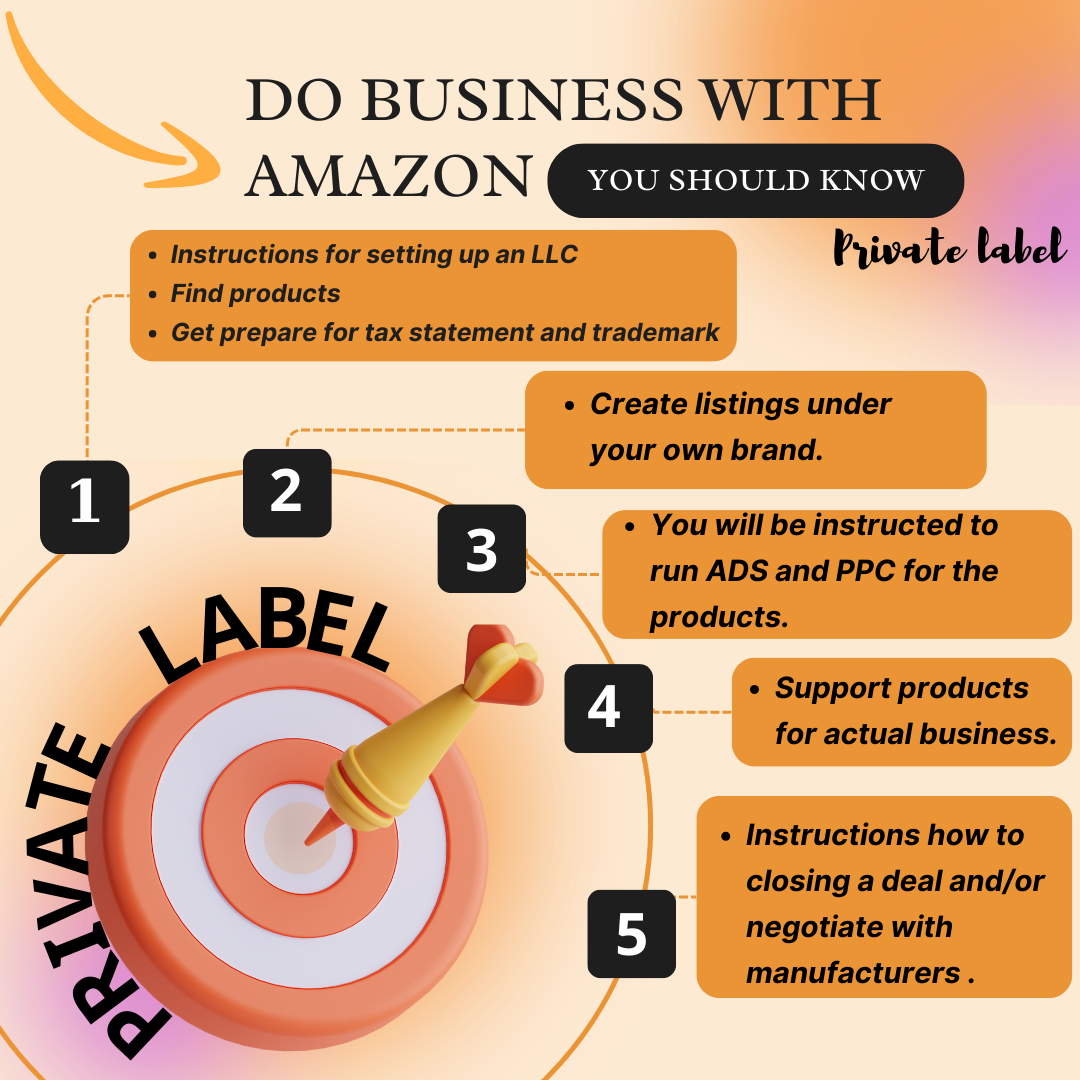 DO BUSINESS WITH
AMAZON YOU SHOULD KNOW
Private label
• Instructions for setting up an LLC
• Find products
• Get prepare for tax statement and trademark
1
• Create listings under
your own brand.
2
• You will be instructed to
run ADS and PPC for the
products.
3
• Support products
for actual business.
4
• Instructions how to
closing a deal and/or
negotiate with
manufacturers .
5
PRIVATE LABEL